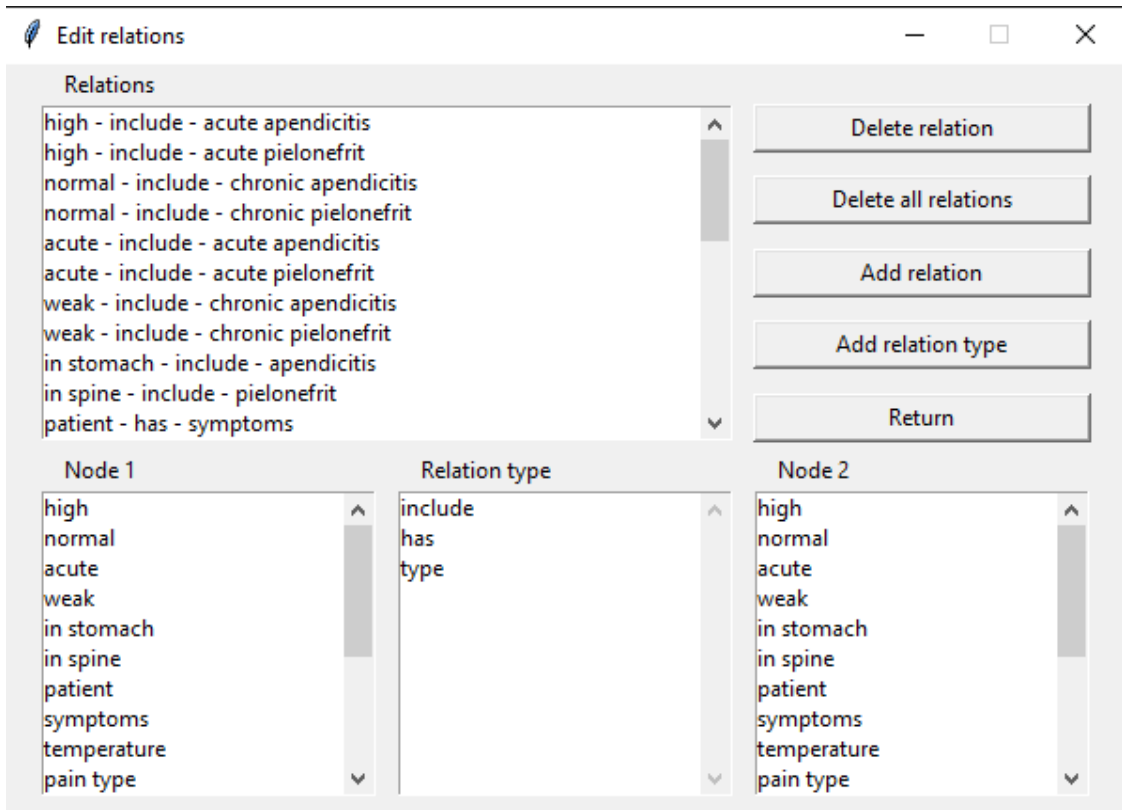 Edit relations
Relations
high - include - acute apendicitis
high - include - acute pielonefrit
normal - include - chronic apendicitis
normal - include - chronic pielonefrit
acute - include - acute apendicitis
acute - include - acute pielonefrit
weak - include - chronic apendicitis
weak - include - chronic pielonefrit
in stomach - include - apendicitis
in spine - include - pielonefrit
patient - has - symptoms
Delete relation
Delete all relations
Add relation
Add relation type
Return
Node 1
high
normal
acute
weak
in stomach
in spine
patient
symptoms
temperature
pain type
Relation type
include
has
type
Node 2
high
normal
acute
weak
in stomach
in spine
patient
symptoms
temperature
pain type